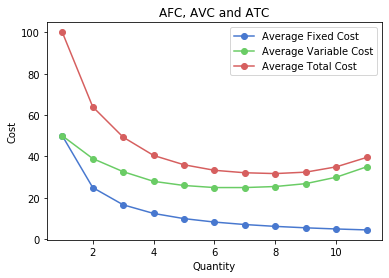 AFC, AVC and ATC
Average Fixed Cost
Average Variable Cost
Average Total Cost
100
80
60
40
20
0
Cost
2 4 6 8 10
Quantity